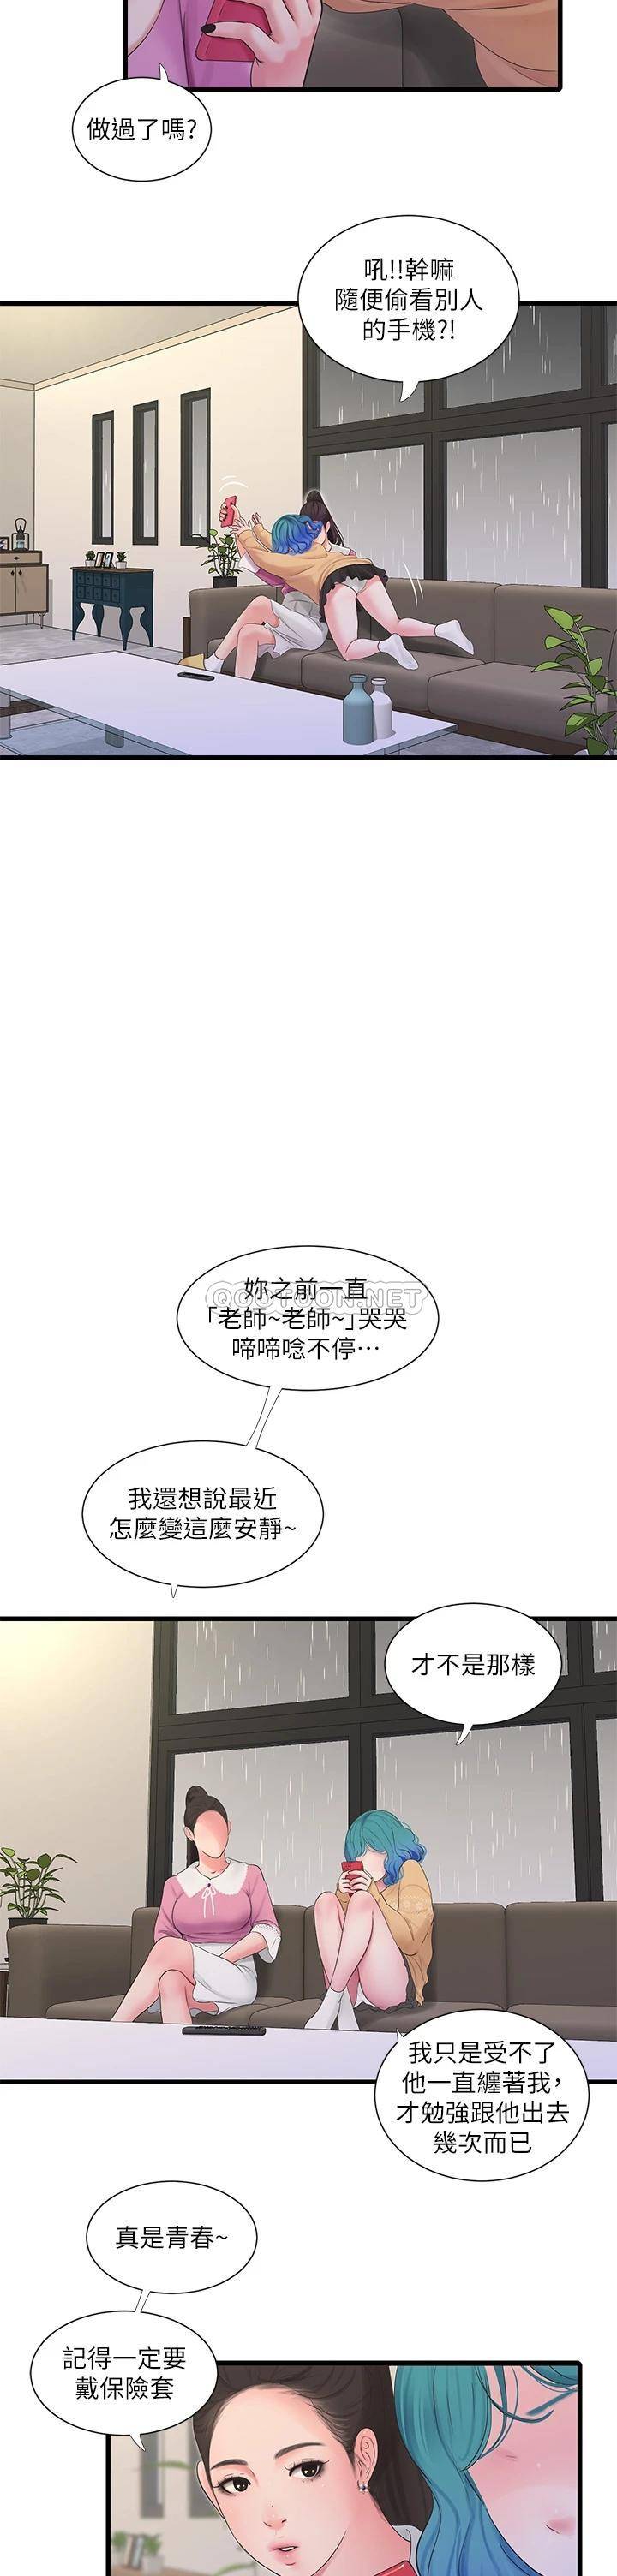 做過了嗎?
吼!!幹嘛
隨便偷看別人
的手機?!
QOOTOON.NET
妳之前一直
「老師~老師~」哭哭
啼啼唸不停⋯
QOOTOON.NET
我還想說最近
怎麼變這麼安靜~
才不是那樣
我只是受不了
他一直纏著我，
才勉強跟他出去
幾次而已
真是青春~
記得一定要
戴保險套